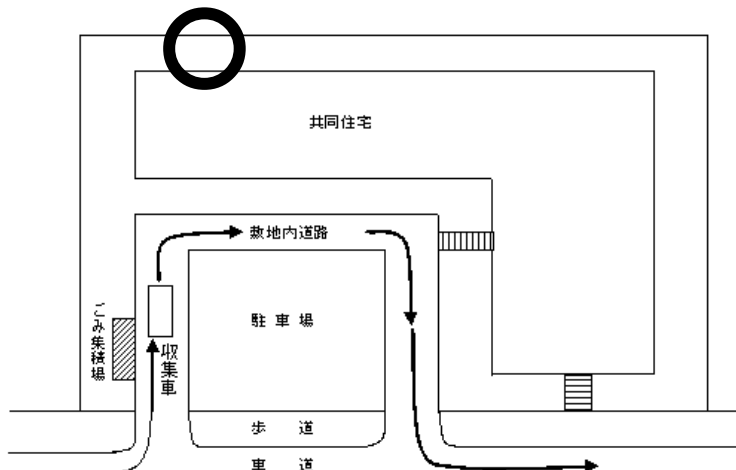 共同住宅
敷地内道路
ごみ集積場
収集車
駐車場
歩道
車道